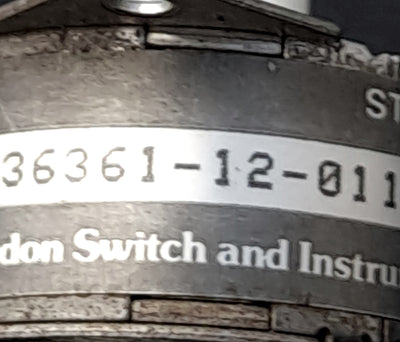 ST
36361-12-011
don Switch and Instru